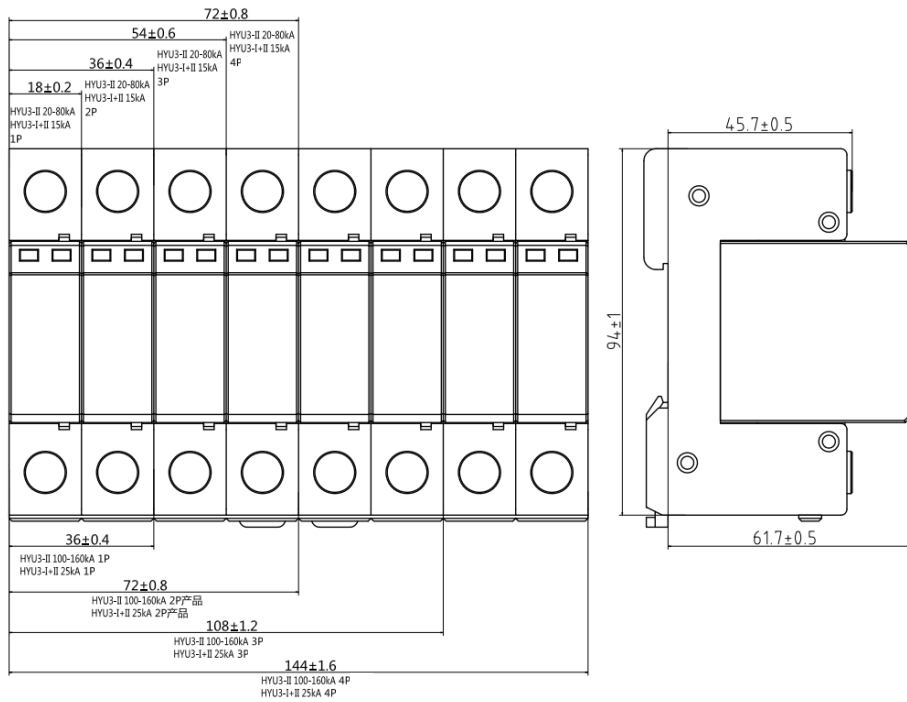 72±0.8
54±0.6
HYU3-II 20-80kA
HYU3-I+II 15kA
4P
36±0.4
HYU3-II 20-80kA
HYU3-I+II 15kA
3P
18±0.2
HYU3-II 20-80kA
HYU3-I+II 15kA
2P
HYU3-II 20-80kA
HYU3-I+II 15kA
1P
45.7±0.5
94±1
61.7±0.5
36±0.4
HYU3-II 100-160kA 1P
HYU3-I+II 25kA 1P
72±0.8
HYU3-II 100-160kA 2P产品
HYU3-I+II 25kA 2P产品
108±1.2
HYU3-II 100-160kA 3P
HYU3-I+II 25kA 3P
144±1.6
HYU3-II 100-160kA 4P
HYU3-I+II 25kA 4P